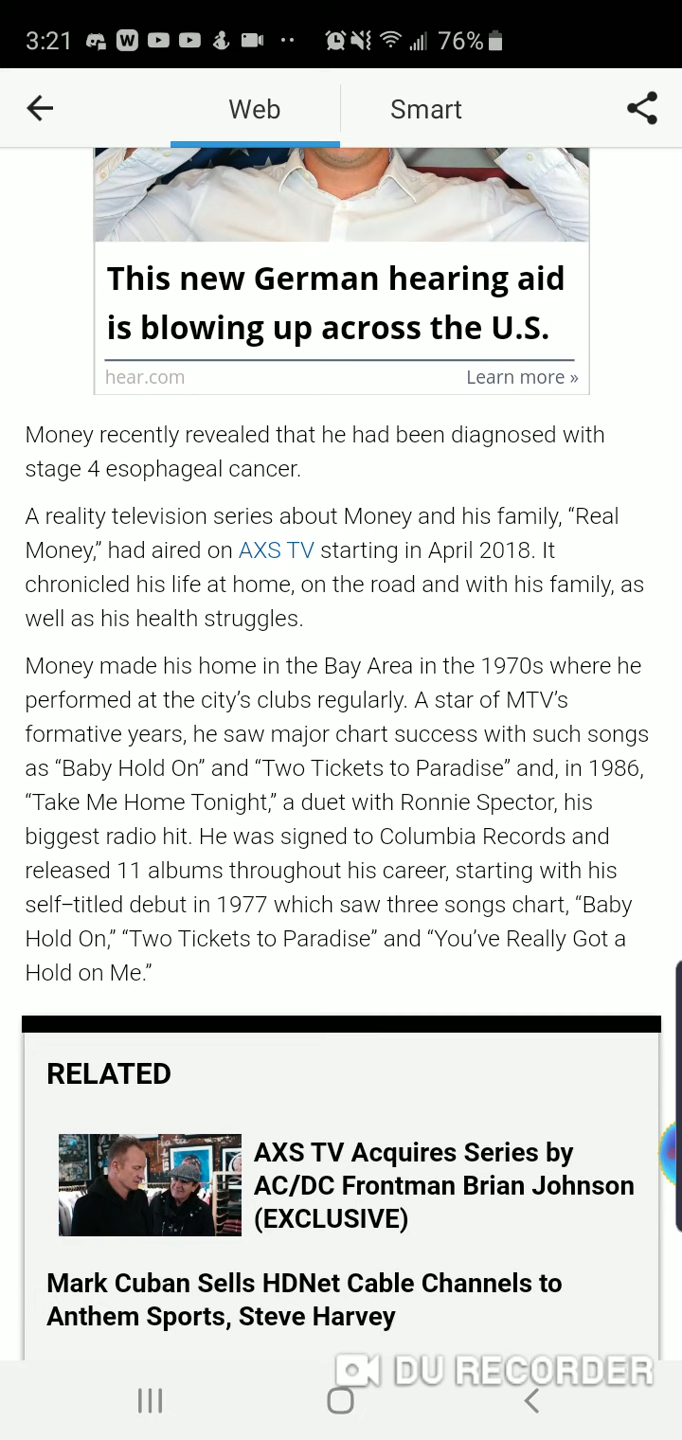 3:21 W 76%
Web Smart
This new German hearing aid
is blowing up across the U.S.
hear.com Learn more »
Money recently revealed that he had been diagnosed with
stage 4 esophageal cancer.
A reality television series about Money and his family, “Real
Money,” had aired on AXS TV starting in April 2018. It
chronicled his life at home, on the road and with his family, as
well as his health struggles.
Money made his home in the Bay Area in the 1970s where he
performed at the city’s clubs regularly. A star of MTV’s
formative years, he saw major chart success with such songs
as “Baby Hold On” and “Two Tickets to Paradise” and, in 1986,
“Take Me Home Tonight,” a duet with Ronnie Spector, his
biggest radio hit. He was signed to Columbia Records and
released 11 albums throughout his career, starting with his
self–titled debut in 1977 which saw three songs chart, “Baby
Hold On,” “Two Tickets to Paradise” and “You’ve Really Got a
Hold on Me.”
RELATED
AXS TV Acquires Series by
AC/DC Frontman Brian Johnson
(EXCLUSIVE)
Mark Cuban Sells HDNet Cable Channels to
Anthem Sports, Steve Harvey
DU RECORDER